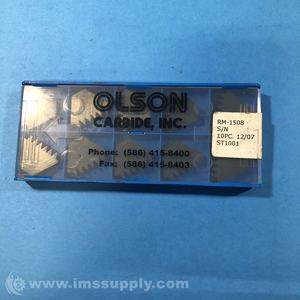 OLSON
CARBIDE, INC.
Phone: (586) 415-8400
Fax: (586) 415-8403
RM-1508
S/N
10PC. 12/07
ST1001
© www.imssupply.com